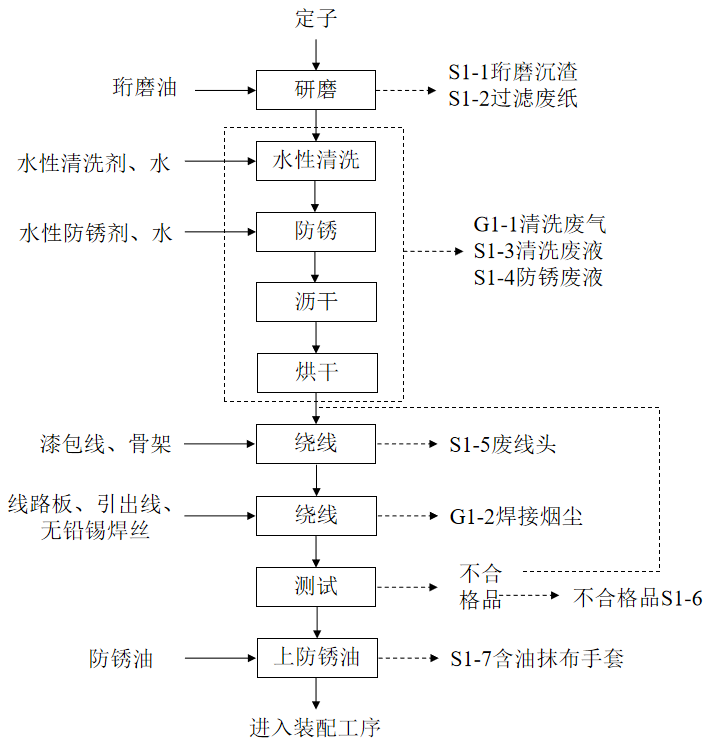 定子
珩磨油
研磨
S1-1珩磨沉渣
S1-2过滤废纸
水性清洗剂、水
水性清洗
水性防锈剂、水
防锈
G1-1清洗废气
S1-3清洗废液
S1-4防锈废液
沥干
烘干
漆包线、骨架
绕线
S1-5废线头
线路板、引出线、
无铅锡焊丝
绕线
G1-2焊接烟尘
测试
不合
格品
不合格品S1-6
防锈油
上防锈油
S1-7含油抹布手套
进入装配工序